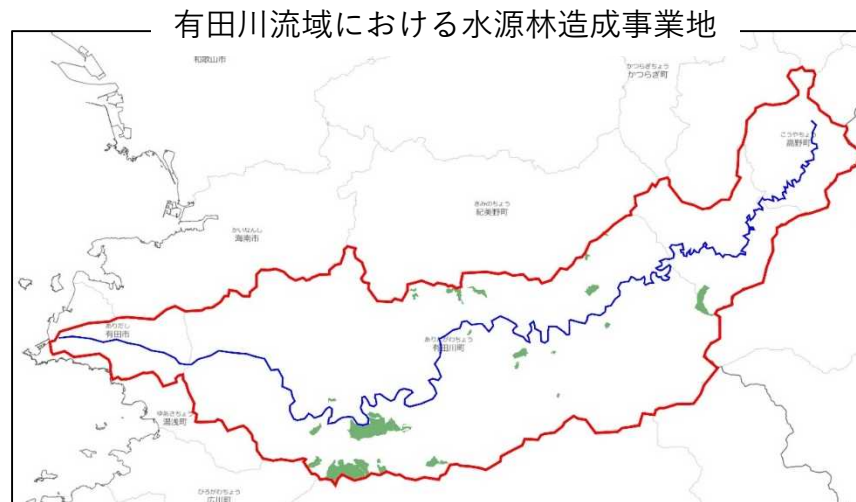 有田川流域における水源林造成事業地
和歌山市
かつらぎちょう
かつらぎ町
こうやちょう
高野町
きみのちょう
紀美野町
かいなんし
海南市
ありだし
有田市
ありだがわちょう
有田川町
ゆあさちょう
湯浅町
ひろがわちょう
広川町